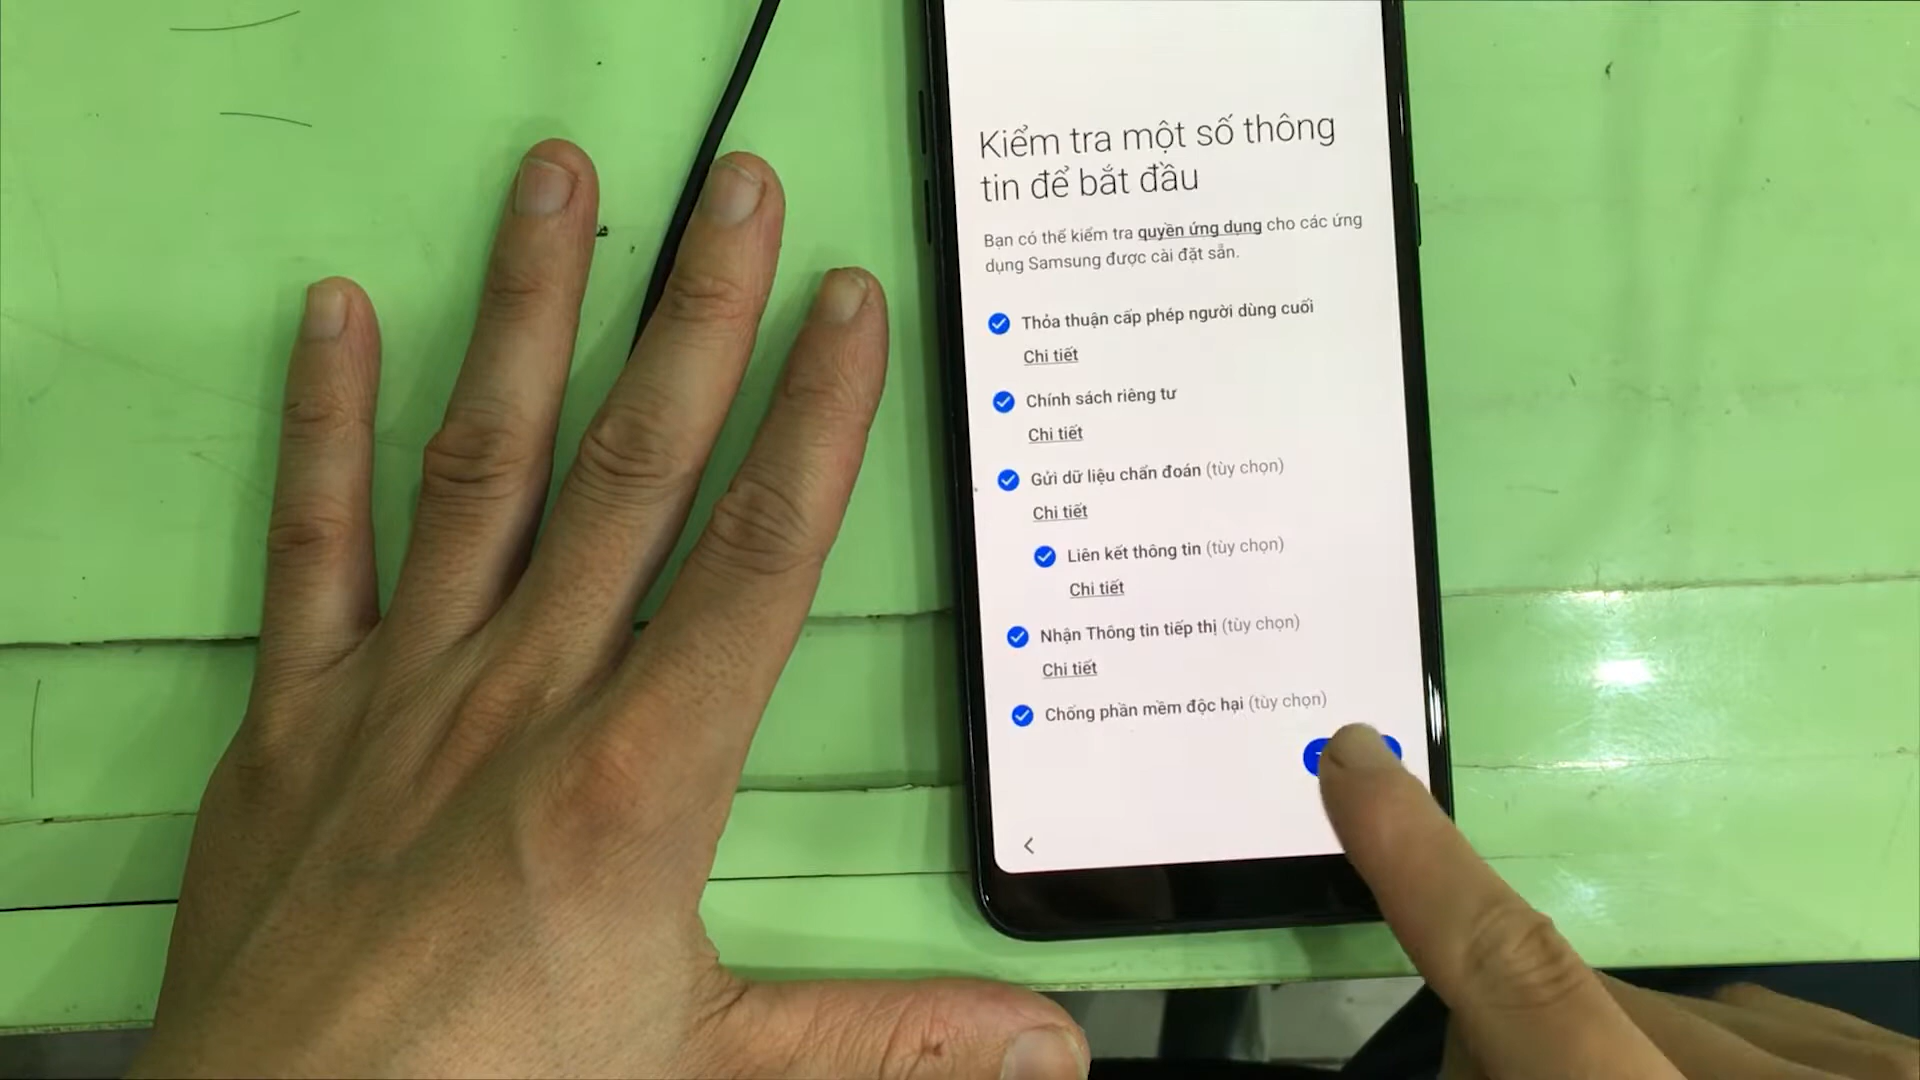 Kiểm tra một số thông
tin để bắt đầu
Bạn có thể kiểm tra quyền ứng dụng cho các ứng
dụng Samsung được cài đặt sẵn.
Thỏa thuận cấp phép người dùng cuối
Chi tiết
Chính sách riêng tư
Chi tiết
Gửi dữ liệu chẩn đoán (tùy chọn)
Chi tiết
Liên kết thông tin (tùy chọn)
Chi tiết
Nhận Thông tin tiếp thị (tùy chọn)
Chi tiết
Chống phần mềm độc hại (tùy chọn)